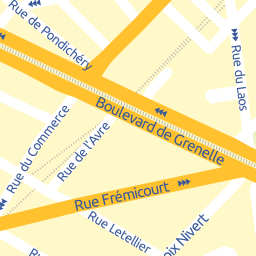 Rue de Pondichéry
Rue du Laos
Boulevard de Grenelle
Rue du Commerce
Rue de l'Avre
Rue Frémicourt
Rue Letellier
Nivert